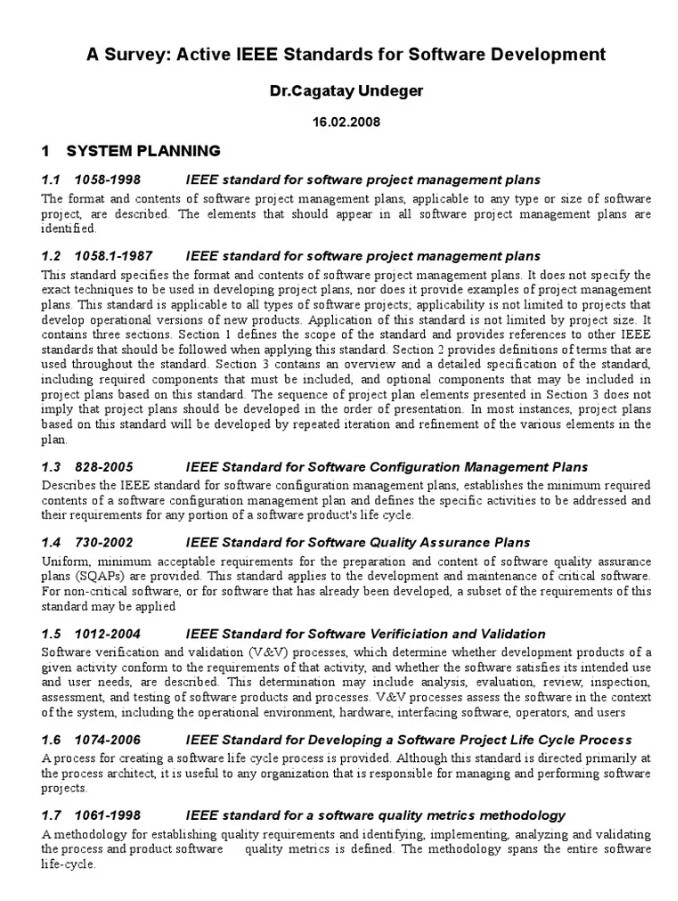 A Survey: Active IEEE Standards for Software Development
Dr.Cagatay Undeger
16.02.2008
1 SYSTEM PLANNING
1.1 1058-1998 IEEE standard for software project management plans
The format and contents of software project management plans, applicable to any type or size of software
project, are described. The elements that should appear in all software project management plans are
identified.
1.2 1058.1-1987 IEEE standard for software project management plans
This standard specifies the format and contents of software project management plans. It does not specify the
exact techniques to be used in developing project plans, nor does it provide examples of project management
plans. This standard is applicable to all types of software projects; applicability is not limited to projects that
develop operational versions of new products. Application of this standard is not limited by project size. It
contains three sections. Section 1 defines the scope of the standard and provides references to other IEEE
standards that should be followed when applying this standard. Section 2 provides definitions of terms that are
used throughout the standard. Section 3 contains an overview and a detailed specification of the standard,
including required components that must be included, and optional components that may be included in
project plans based on this standard. The sequence of project plan elements presented in Section 3 does not
imply that project plans should be developed in the order of presentation. In most instances, project plans
based on this standard will be developed by repeated iteration and refinement of the various elements in the
plan.
1.3 828-2005 IEEE Standard for Software Configuration Management Plans
Describes the IEEE standard for software configuration management plans, establishes the minimum required
contents of a software configuration management plan and defines the specific activities to be addressed and
their requirements for any portion of a software product's life cycle.
1.4 730-2002 IEEE Standard for Software Quality Assurance Plans
Uniform, minimum acceptable requirements for the preparation and content of software quality assurance
plans (SQAPs) are provided. This standard applies to the development and maintenance of critical software.
For non-critical software, or for software that has already been developed, a subset of the requirements of this
standard may be applied
1.5 1012-2004 IEEE Standard for Software Verificiation and Validation
Software verification and validation (V&V) processes, which determine whether development products of a
given activity conform to the requirements of that activity, and whether the software satisfies its intended use
and user needs, are described. This determination may include analysis, evaluation, review, inspection,
assessment, and testing of software products and processes. V&V processes assess the software in the context
of the system, including the operational environment, hardware, interfacing software, operators, and users
1.6 1074-2006 IEEE Standard for Developing a Software Project Life Cycle Process
A process for creating a software life cycle process is provided. Although this standard is directed primarily at
the process architect, it is useful to any organization that is responsible for managing and performing software
projects.
1.7 1061-1998 IEEE standard for a software quality metrics methodology
A methodology for establishing quality requirements and identifying, implementing, analyzing and validating
the process and product software quality metrics is defined. The methodology spans the entire software
life-cycle.